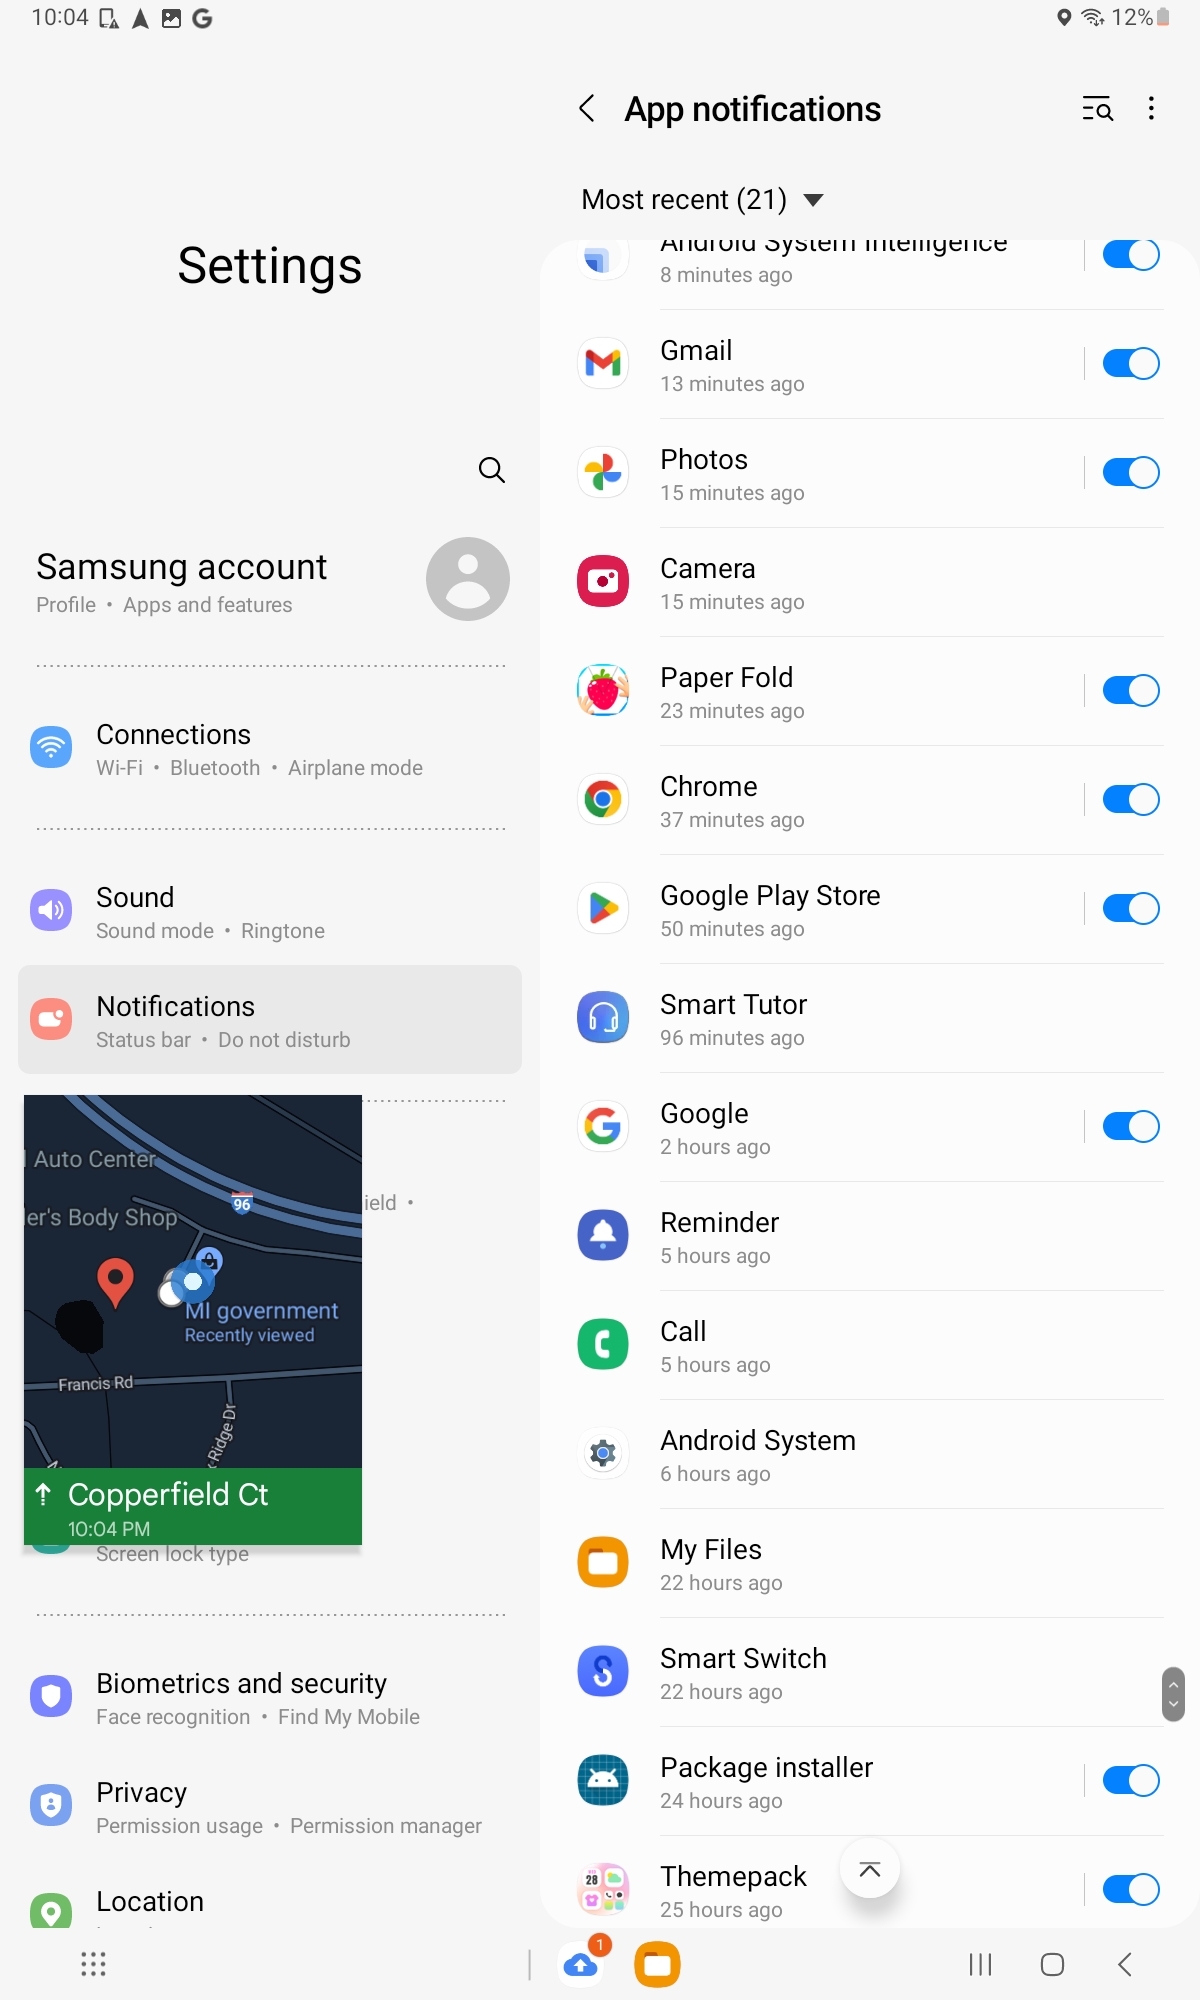 10:04
12%
Settings
Samsung account
Profile • Apps and features
Connections
Wi-Fi • Bluetooth • Airplane mode
Sound
Sound mode • Ringtone
Notifications
Status bar • Do not disturb
Auto Center
ler's Body Shop
96
ield •
MI government
Recently viewed
Francis Rd
Ridge Dr
Copperfield Ct
10:04 PM
Screen lock type
Biometrics and security
Face recognition • Find My Mobile
Privacy
Permission usage • Permission manager
Location
App notifications
Most recent (21)
Android System Intelligence
8 minutes ago
Gmail
13 minutes ago
Photos
15 minutes ago
Camera
15 minutes ago
Paper Fold
23 minutes ago
Chrome
37 minutes ago
Google Play Store
50 minutes ago
Smart Tutor
96 minutes ago
Google
2 hours ago
Reminder
5 hours ago
Call
5 hours ago
Android System
6 hours ago
My Files
22 hours ago
Smart Switch
22 hours ago
Package installer
24 hours ago
28
Themepack
25 hours ago
1